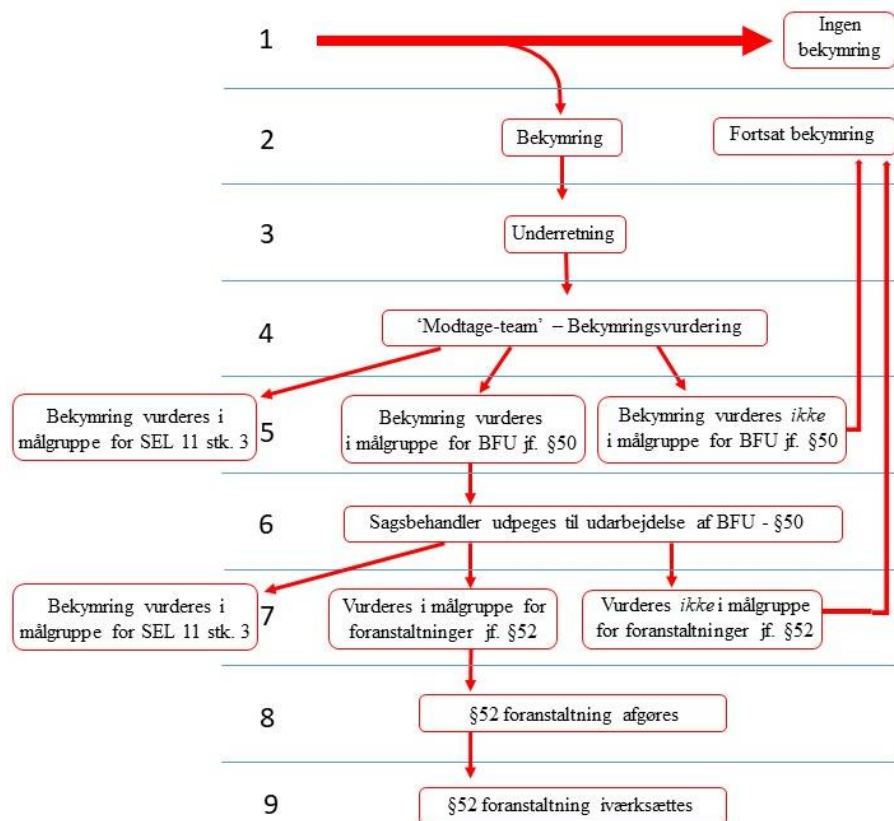 1
Ingen
bekymring
2
Bekymring
Fortsat bekymring
3
Underretning
4
‘Modtage-team’ – Bekymringsvurdering
Bekymring vurderes i
målgruppe for SEL 11 stk. 3
5
Bekymring vurderes
i målgruppe for BFU jf. §50
Bekymring vurderes ikke
i målgruppe for BFU jf. §50
6
Sagsbehandler udpeges til udarbejdelse af BFU - §50
Bekymring vurderes i
målgruppe for SEL 11 stk. 3
7
Vurderes i målgruppe for
foranstaltninger jf. §52
Vurderes ikke i målgruppe
for foranstaltninger jf. §52
8
§52 foranstaltning afgøres
9
§52 foranstaltning iværksættes